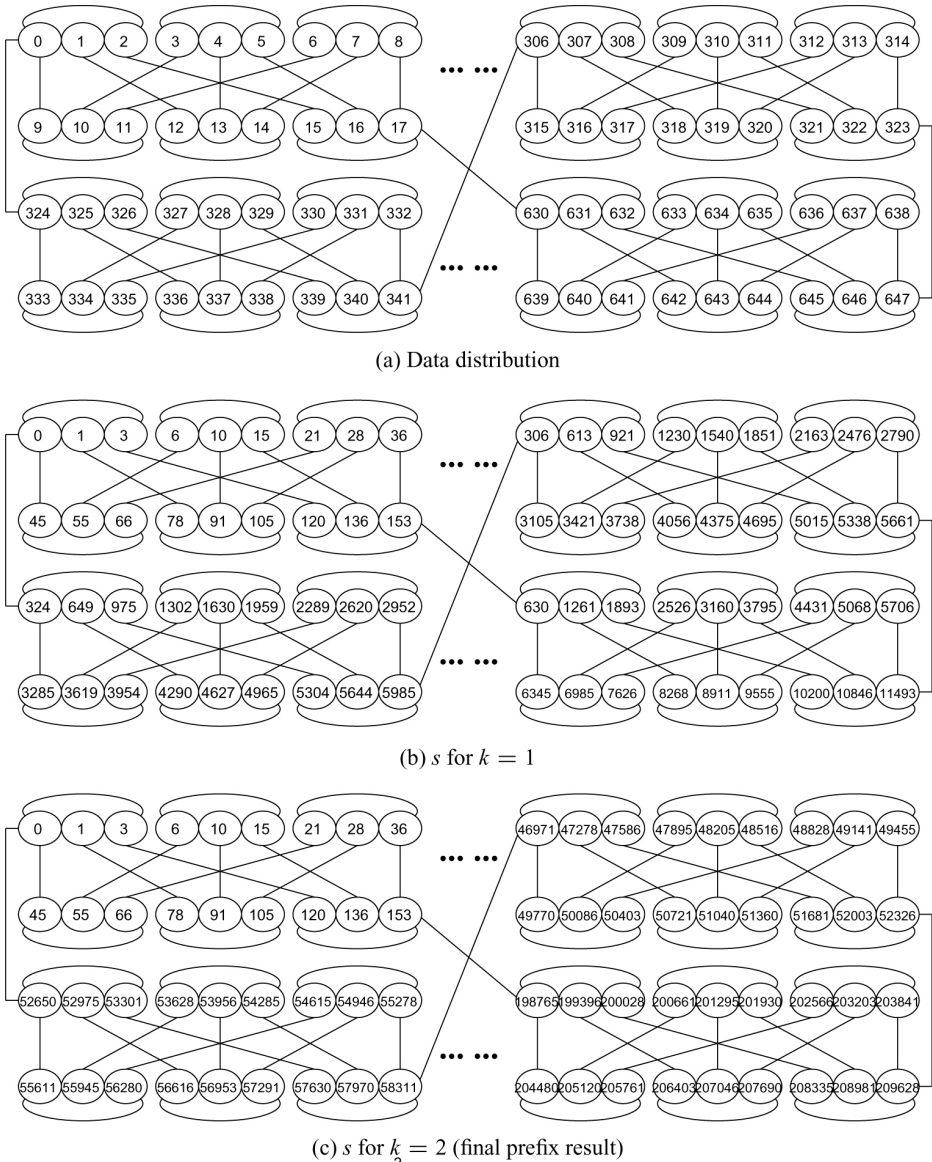 0 1 2 3 4 5 6 7 8 306 307 308 309 310 311 312 313 314
9 10 11 12 13 14 15 16 17 315 316 317 318 319 320 321 322 323
324 325 326 327 328 329 330 331 332 630 631 632 633 634 635 636 637 638
333 334 335 336 337 338 339 340 341 639 640 641 642 643 644 645 646 647
(a) Data distribution
0 1 3 6 10 15 21 28 36 306 613 921 1230 1540 1851 2163 2476 2790
45 55 66 78 91 105 120 136 153 3105 3421 3738 4056 4375 4695 5015 5338 5661
324 649 975 1302 1630 1959 2289 2620 2952 630 1261 1893 2526 3160 3795 4431 5068 5706
3285 3619 3954 4290 4627 4965 5304 5644 5985 6345 6985 7626 8268 8911 9555 10200 10846 11493
(b) s for k = 1
0 1 3 6 10 15 21 28 36 46971 47278 47586 47895 48205 48516 48828 49141 49455
45 55 66 78 91 105 120 136 153 49770 50086 50403 50721 51040 51360 51681 52003 52326
52650 52975 53301 53628 53956 54285 54615 54946 55278 198765 199396 200028 200661 201295 201930 202566 203203 203841
55611 55945 56280 56616 56953 57291 57630 57970 58311 204480 205120 205761 206403 207046 207690 208335 208981 209628
(c) s for k = 2 (final prefix result)